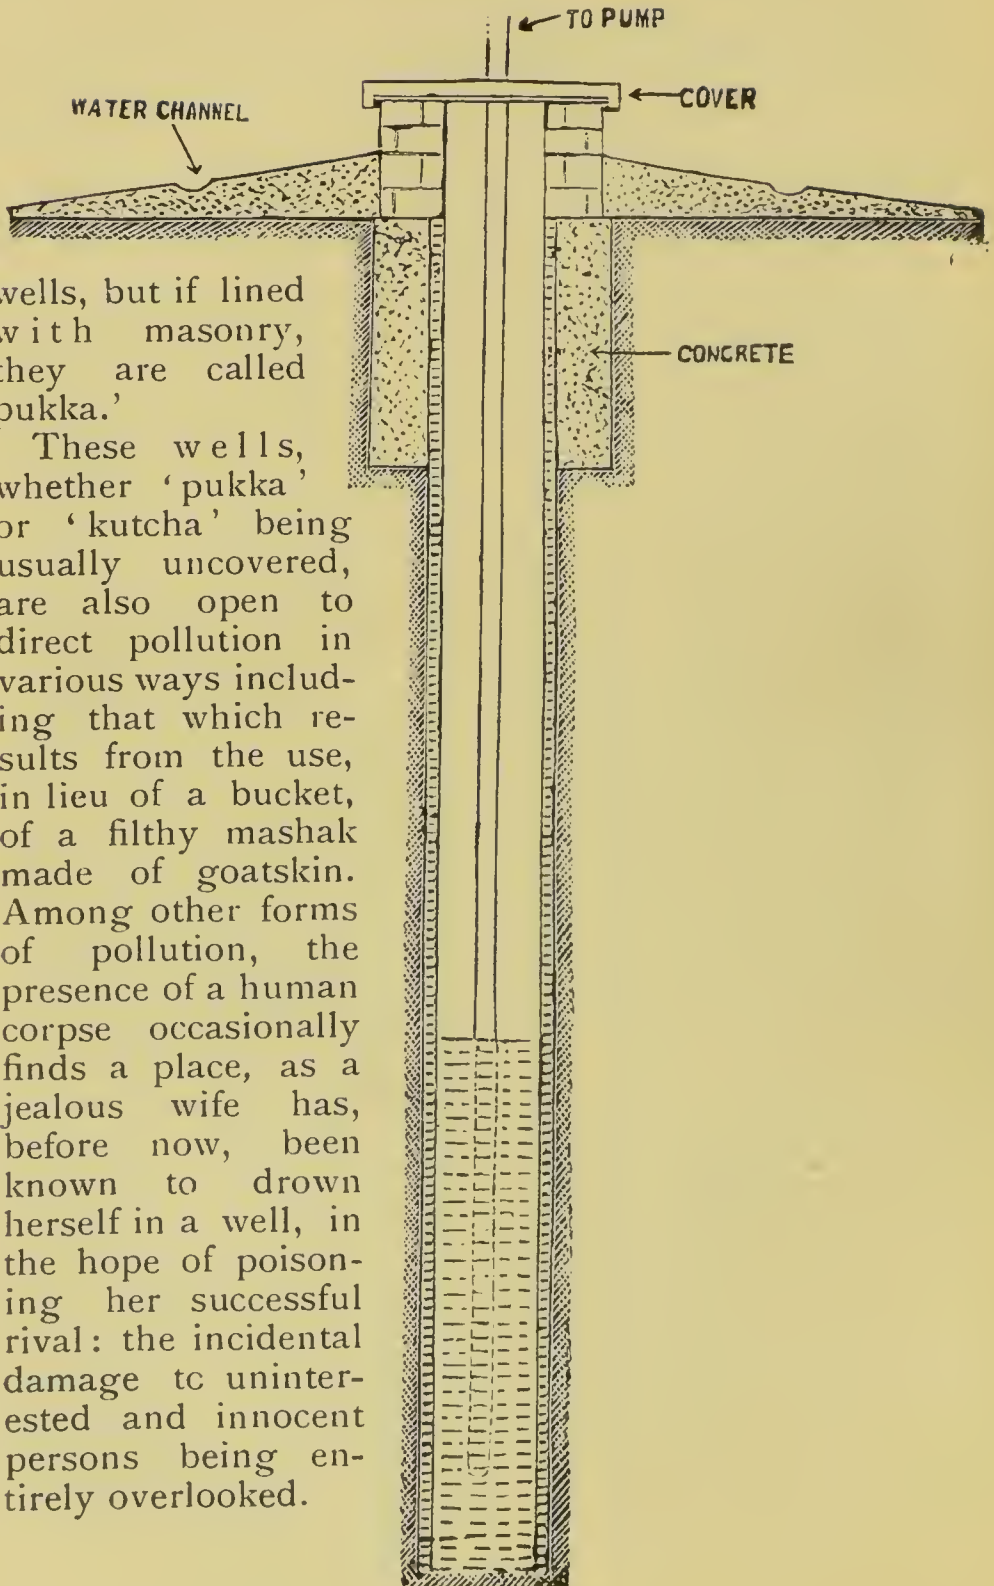 TO PUMP
COVER
WATER CHANNEL
CONCRETE
wells, but if lined
with masonry,
they are called
pukka.'
These wells,
whether 'pukka'
or 'kutcha' being
usually uncovered,
are also open to
direct pollution in
various ways includ-
ing that which re-
sults from the use,
in lieu of a bucket,
of a filthy mashak
made of goatskin.
Among other forms
of pollution, the
presence of a human
corpse occasionally
finds a place, as a
jealous wife has,
before now, been
known to drown
herself in a well, in
the hope of poison-
ing her successful
rival: the incidental
damage to uninter-
ested and innocent
persons being en-
tirely overlooked.